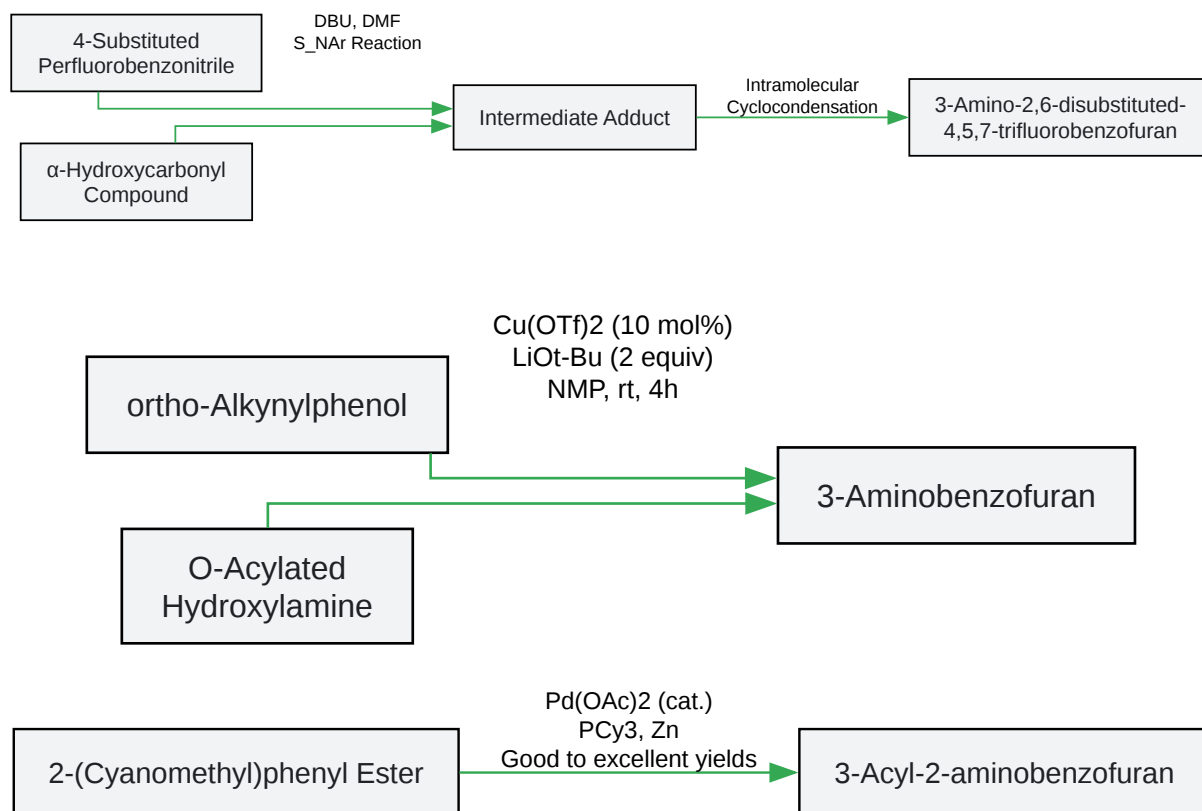 4-Substituted
Perfluorobenzonitrile
DBU, DMF
S_NAr Reaction
α-Hydroxycarbonyl
Compound
Intermediate Adduct
Intramolecular
Cyclocondensation
3-Amino-2,6-disubstituted-
4,5,7-trifluorobenzofuran
Cu(OTf)2 (10 mol%)
LiOt-Bu (2 equiv)
NMP, rt, 4h
ortho-Alkynylphenol
O-Acylated
Hydroxylamine
3-Aminobenzofuran
2-(Cyanomethyl)phenyl Ester
Pd(OAc)2 (cat.)
PCy3, Zn
Good to excellent yields
3-Acyl-2-aminobenzofuran